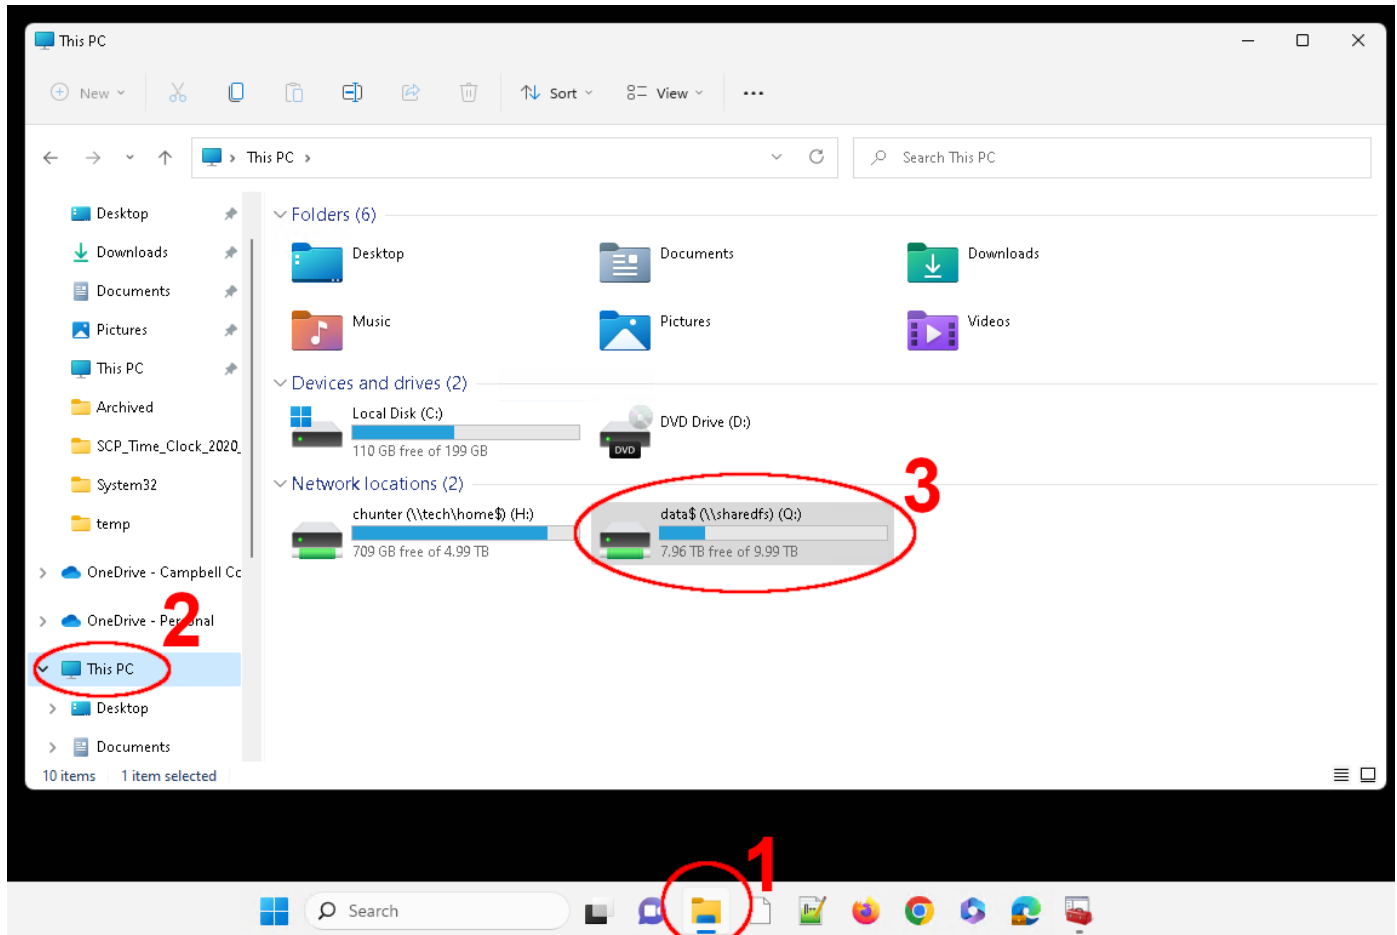 This PC
New
Sort
View
This PC
Search This PC
Desktop
Downloads
Documents
Pictures
This PC
Archived
SCP_Time_Clock_2020_
System32
temp
OneDrive - Campbell Cc
OneDrive - Personal
2
This PC
Desktop
Documents
Folders (6)
Desktop
Documents
Downloads
Music
Pictures
Videos
Devices and drives (2)
Local Disk (C:)
110 GB free of 199 GB
DVD Drive (D:)
DVD
Network locations (2)
chunter (\\tech\home$) (H:)
709 GB free of 4.99 TB
data$ (\\sharedfs) (Q:)
7.96 TB free of 9.99 TB
3
10 items
1 item selected
1
Search